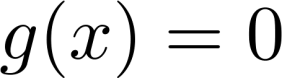 g(x) = 0